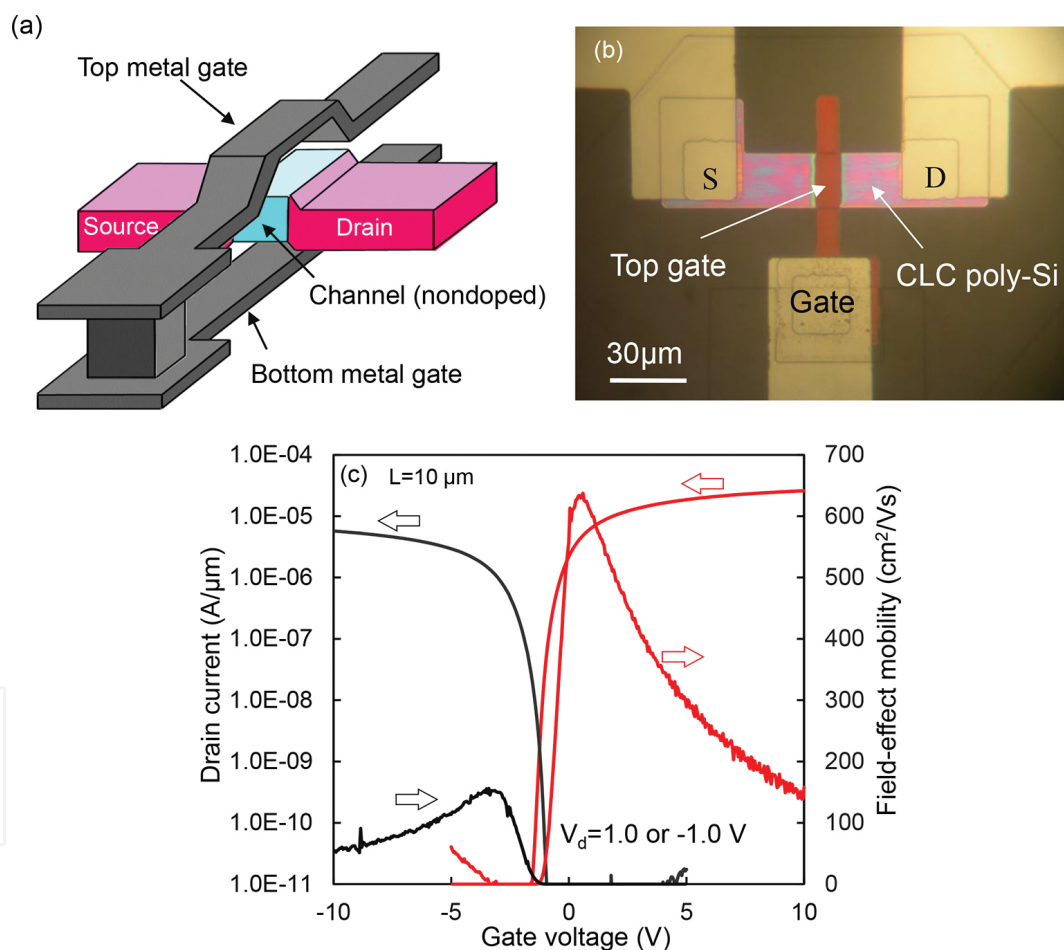 (a)
Top metal gate
Source
Drain
Channel (nondoped)
Bottom metal gate
(b)
S
D
Top gate
CLC poly-Si
Gate
30μm
(c)
L=10 μm
Drain current (A/μm)
1.0E-04
1.0E-05
1.0E-06
1.0E-07
1.0E-08
1.0E-09
1.0E-10
1.0E-11
700
600
500
400
300
200
100
0
Field-effect mobility (cm²/Vs)
V_d=1.0 or -1.0 V
-10
-5
0
5
10
Gate voltage (V)